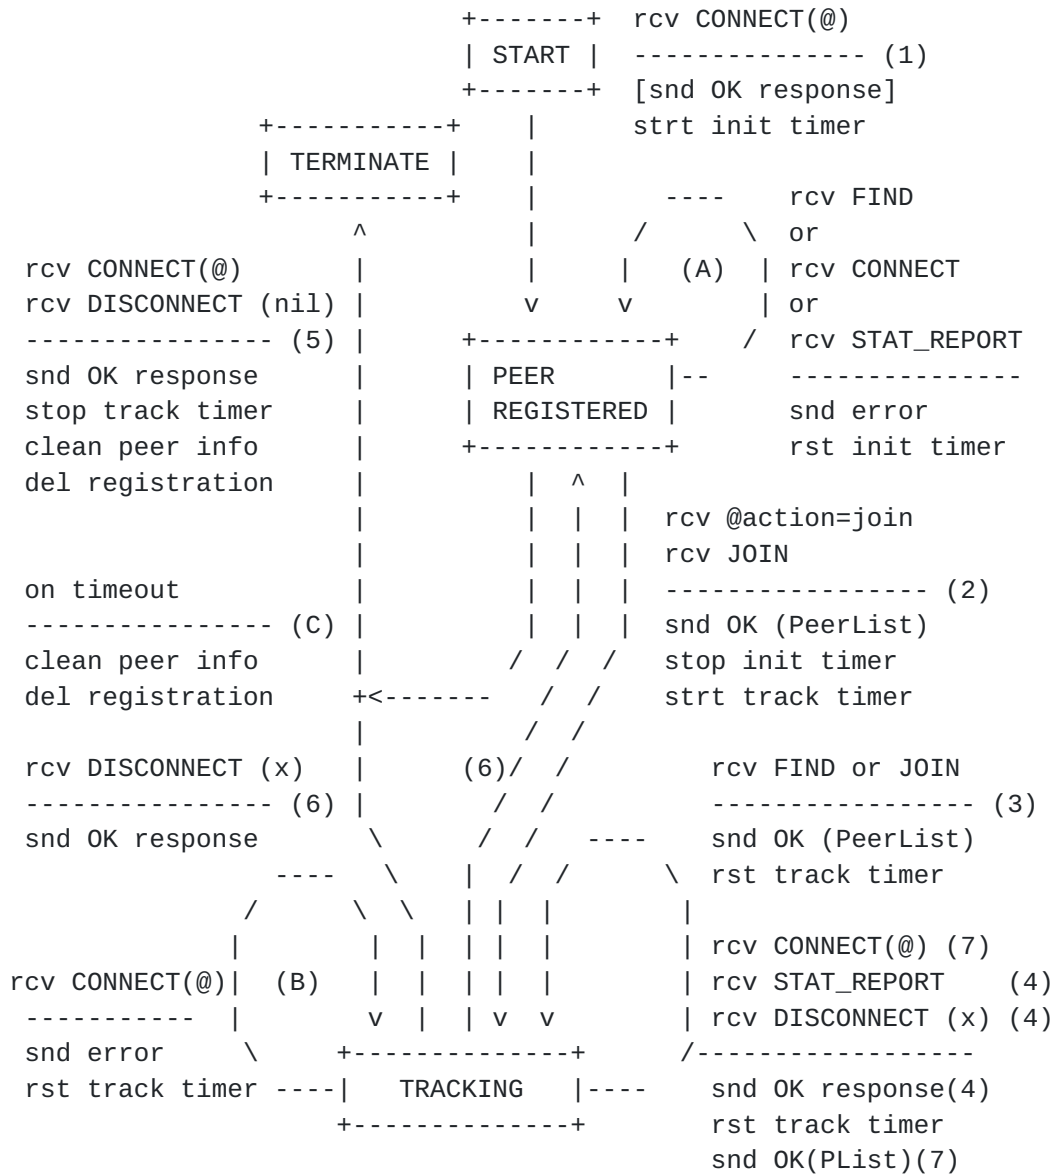 +-------+  rcv CONNECT(@)
                             | START |  --------------- (1)
                             +-------+  [snd OK response]
                +-----------+    |      strt init timer
                | TERMINATE |    |
                +-----------+    |        ----    rcv FIND
                      ^          |      /      \  or
 rcv CONNECT(@)       |          |     |   (A)  | rcv CONNECT
 rcv DISCONNECT (nil) |          v     v        | or
 ---------------- (5) |      +------------+    /  rcv STAT_REPORT
 snd OK response      |      | PEER       |--     ---------------
 stop track timer     |      | REGISTERED |       snd error
 clean peer info      |      +------------+       rst init timer
 del registration     |          |  ^  |
                      |          |  |  |  rcv @action=join
                      |          |  |  |  rcv JOIN
 on timeout           |          |  |  |  ----------------- (2)
 ---------------- (C) |          |  |  |  snd OK (PeerList)
 clean peer info      |         /  /  /   stop init timer
 del registration     +<-------   /  /    strt track timer
                      |          /  /
 rcv DISCONNECT (x)   |      (6)/  /         rcv FIND or JOIN
 ---------------- (6) |        /  /          ----------------- (3)
 snd OK response       \      /  /   ----    snd OK (PeerList)
                 ----   \    |  /  /      \  rst track timer
               /      \  \   | |  |        |
              |        |  |  | |  |        | rcv CONNECT(@) (7)
rcv CONNECT(@)|  (B)   |  |  | |  |        | rcv STAT_REPORT    (4)
 -----------  |        v  |  | v  v        | rcv DISCONNECT (x) (4)
 snd error     \     +--------------+      /------------------
 rst track timer ----|   TRACKING   |----    snd OK response(4)
                     +--------------+        rst track timer
                                             snd OK(PList)(7)